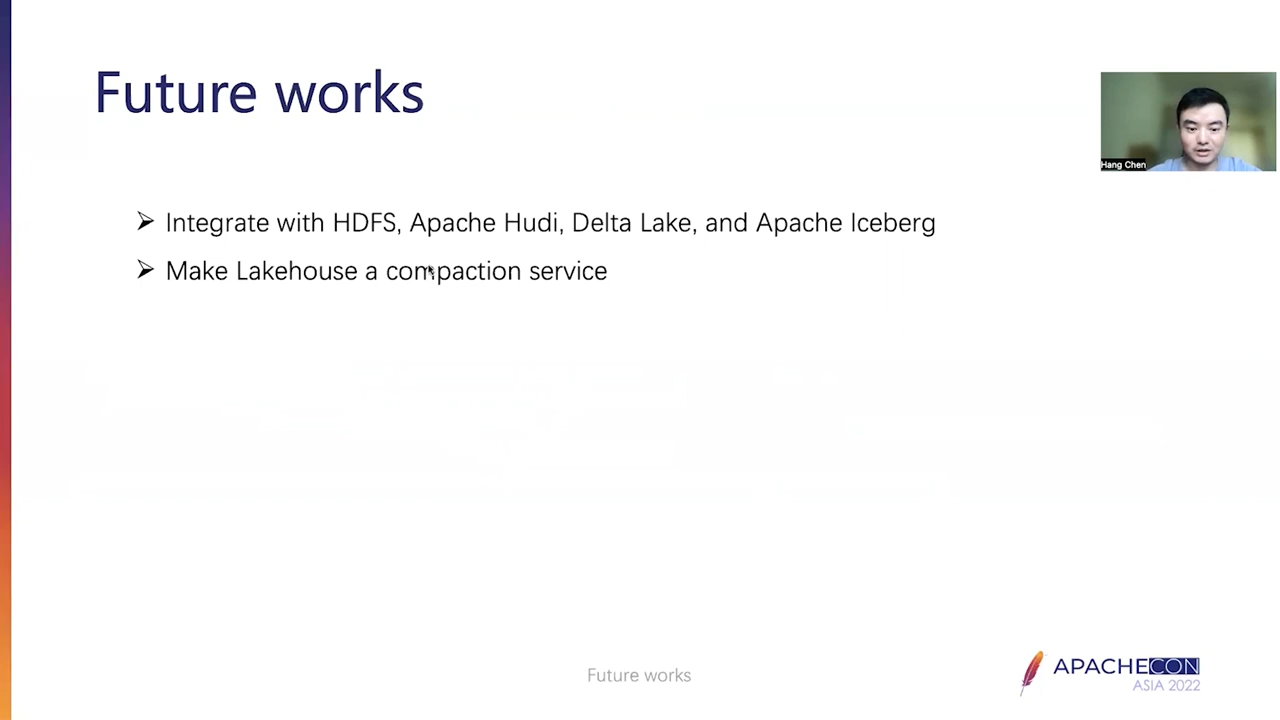 Future works
Hang Chen
Integrate with HDFS, Apache Hudi, Delta Lake, and Apache Iceberg
Make Lakehouse a compaction service
Future works
APACHECON
ASIA 2022